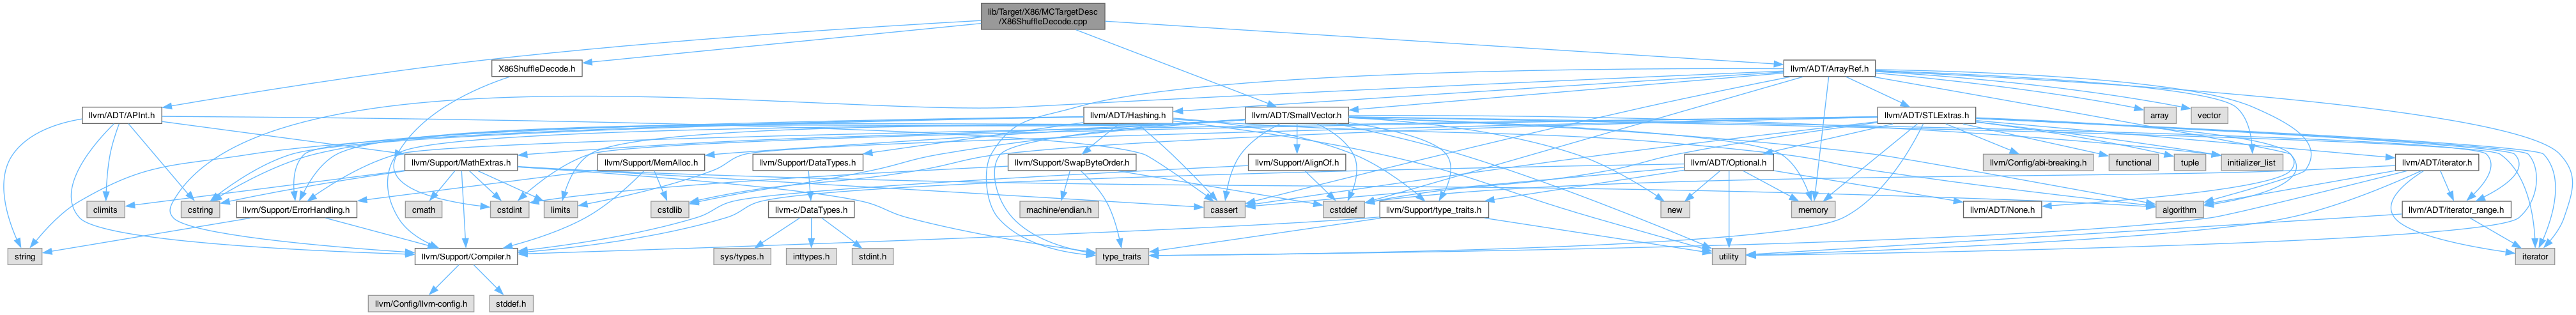 lib/Target/X86/MCTargetDesc
/X86ShuffleDecode.cpp
X86ShuffleDecode.h
llvm/ADT/ArrayRef.h
llvm/ADT/APInt.h
llvm/ADT/Hashing.h
llvm/ADT/SmallVector.h
llvm/ADT/STLExtras.h
array
vector
llvm/Support/MathExtras.h
llvm/Support/MemAlloc.h
llvm/Support/DataTypes.h
llvm/Support/SwapByteOrder.h
llvm/Support/AlignOf.h
llvm/ADT/Optional.h
llvm/Config/abi-breaking.h
functional
tuple
initializer_list
llvm/ADT/iterator.h
climits
cstring
llvm/Support/ErrorHandling.h
cmath
cstdint
limits
cstdlib
llvm-c/DataTypes.h
machine/endian.h
cassert
cstddef
llvm/Support/type_traits.h
new
memory
llvm/ADT/None.h
algorithm
llvm/ADT/iterator_range.h
string
llvm/Support/Compiler.h
sys/types.h
inttypes.h
stdint.h
type_traits
utility
iterator
llvm/Config/llvm-config.h
stddef.h